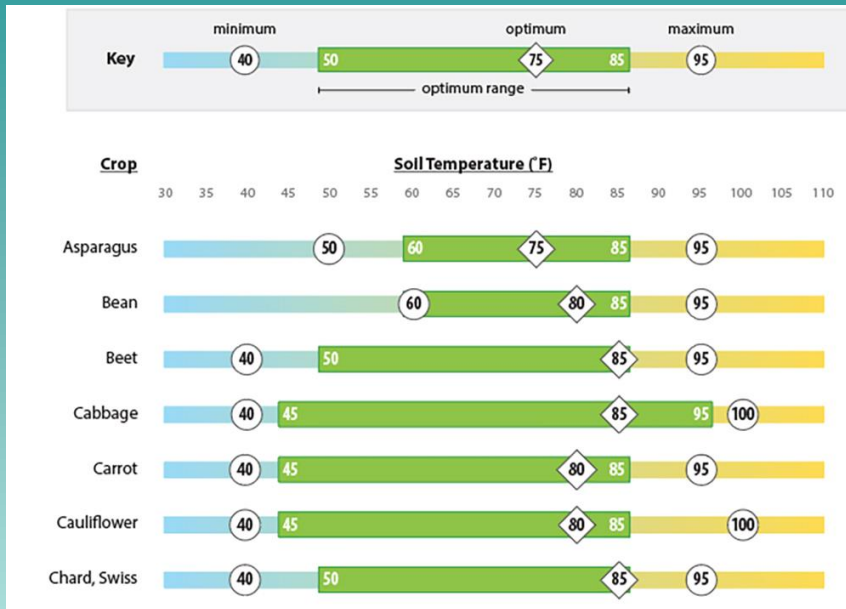 minimum optimum maximum
Key 40 50 75 85 95
optimum range
Crop Soil Temperature (˚F)
30 35 40 45 50 55 60 65 70 75 80 85 90 95 100 105 110
Asparagus 50 60 75 85 95
Bean 60 80 85 95
Beet 40 50 85 95
Cabbage 40 45 85 95 100
Carrot 40 45 80 85 95
Cauliflower 40 45 80 85 100
Chard, Swiss 40 50 85 95